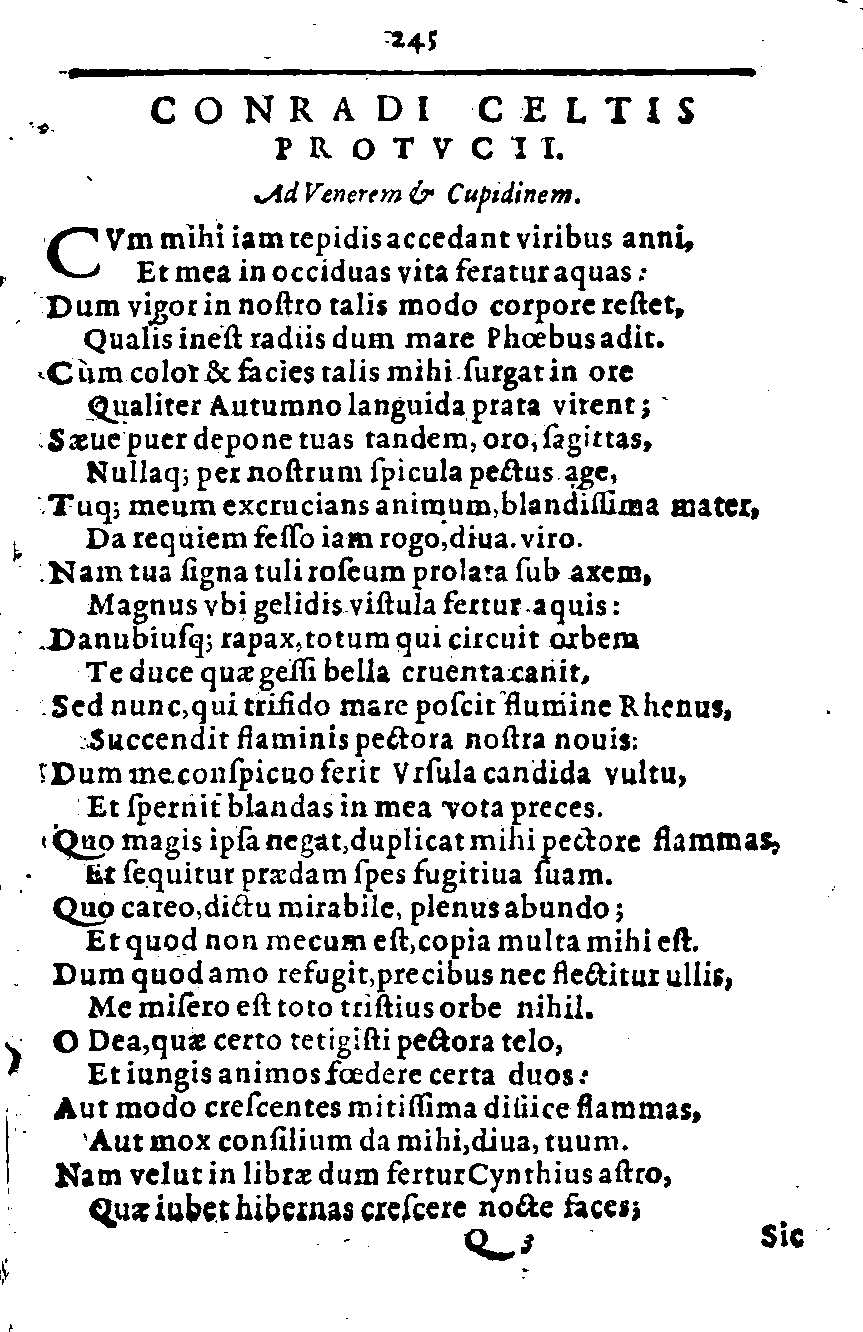 245
CONRADI CELTIS
PROTVCII.
Ad Venerem & Cupidinem.
CVm mihi iam tepidis accedant viribus anni,
Et mea in occiduas vita feratur aquas:
Dum vigor in noſtro talis modo corpore reſtet,
Qualis ineſt radiis dum mare Phœbus adit.
Cùm color & facies talis mihi ſurgat in ore
Qualiter Autumno languida prata virent;
Sæue puer depone tuas tandem, oro, ſagittas,
Nullaq; per noſtrum ſpicula pectus age,
Tuq; meum excrucians animum, blandiſſima mater,
Da requiem feſſo iam rogo, diua. viro.
Nam tua ſigna tuli roſeum prolata ſub axem,
Magnus vbi gelidis viſtula fertur aquis:
Danubiuſq; rapax, totum qui circuit orbem
Te duce quæ geſſi bella cruenta canit,
Sed nunc, qui trifido mare poſcit flumine Rhenus,
Succendit flaminis pectora noſtra nouis:
Dum me conſpicuo ferit Vrſula candida vultu,
Et ſpernit blandas in mea vota preces.
Quo magis ipſa negat, duplicat mihi pectore flammas,
Et ſequitur prædam ſpes fugitiua ſuam.
Quo careo, dictu mirabile, plenus abundo;
Et quod non mecum eſt, copia multa mihi eſt.
Dum quod amo refugit, precibus nec flectitur ullis,
Me miſero eſt toto triſtius orbe nihil.
O Dea, quæ certo tetigiſti pectora telo,
Et iungis animos fœdere certa duos:
Aut modo creſcentes mitiſſima diſiice flammas,
Aut mox conſilium da mihi, diua, tuum.
Nam velut in libræ dum fertur Cynthius aſtro,
Quæ iubet hibernas creſcere nocte faces;
Q 3 Sic